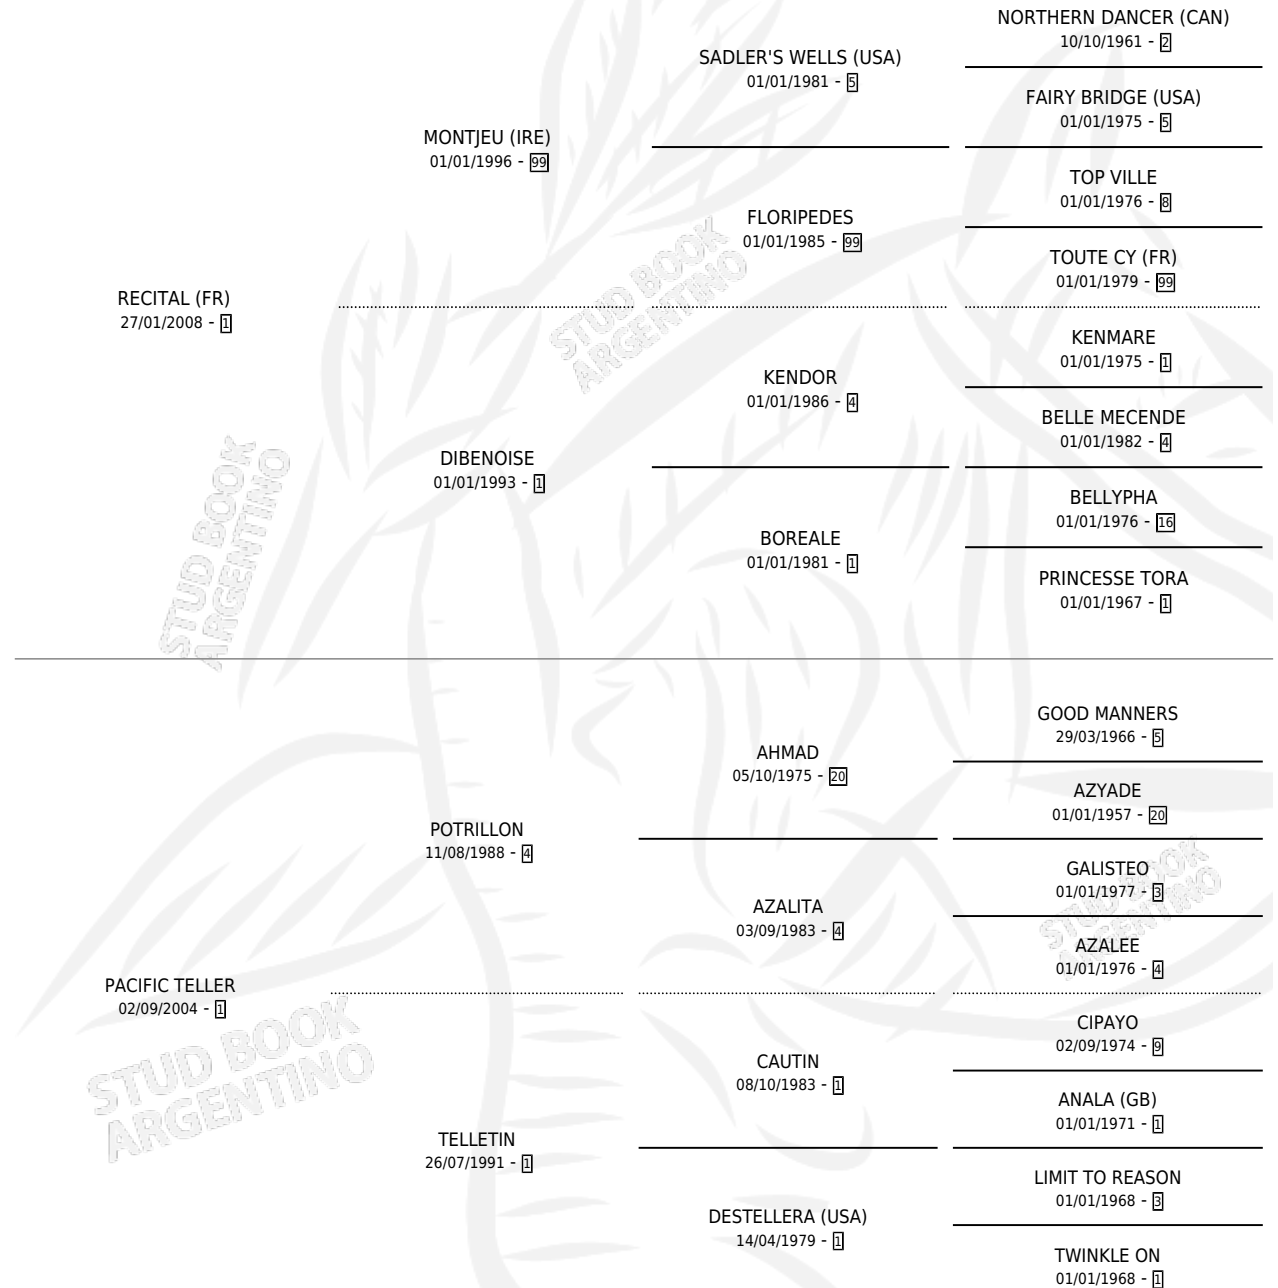 NORTHERN DANCER (CAN)
10/10/1961 - 2
SADLER'S WELLS (USA)
01/01/1981 - 5
FAIRY BRIDGE (USA)
01/01/1975 - 5
MONTJEU (IRE)
01/01/1996 - 99
TOP VILLE
01/01/1976 - 8
FLORIPEDES
01/01/1985 - 99
TOUTE CY (FR)
01/01/1979 - 99
RECITAL (FR)
27/01/2008 - 1
KENMARE
01/01/1975 - 1
KENDOR
01/01/1986 - 4
BELLE MECENDE
01/01/1982 - 4
DIBENOISE
01/01/1993 - 1
BELLYPHA
01/01/1976 - 16
BOREALE
01/01/1981 - 1
PRINCESSE TORA
01/01/1967 - 1
GOOD MANNERS
29/03/1966 - 5
AHMAD
05/10/1975 - 20
AZYADE
01/01/1957 - 20
POTRILLON
11/08/1988 - 4
GALISTEO
01/01/1977 - 3
AZALITA
03/09/1983 - 4
AZALEE
01/01/1976 - 4
PACIFIC TELLER
02/09/2004 - 1
CIPAYO
02/09/1974 - 9
CAUTIN
08/10/1983 - 1
ANALA (GB)
01/01/1971 - 1
TELLETIN
26/07/1991 - 1
LIMIT TO REASON
01/01/1968 - 3
DESTELLERA (USA)
14/04/1979 - 1
TWINKLE ON
01/01/1968 - 1
STUD BOOK
ARGENTINO
STUD BOOK
ARGENTINO
STUD BOOK
ARGENTINO
STUD BOOK
ARGENTINO